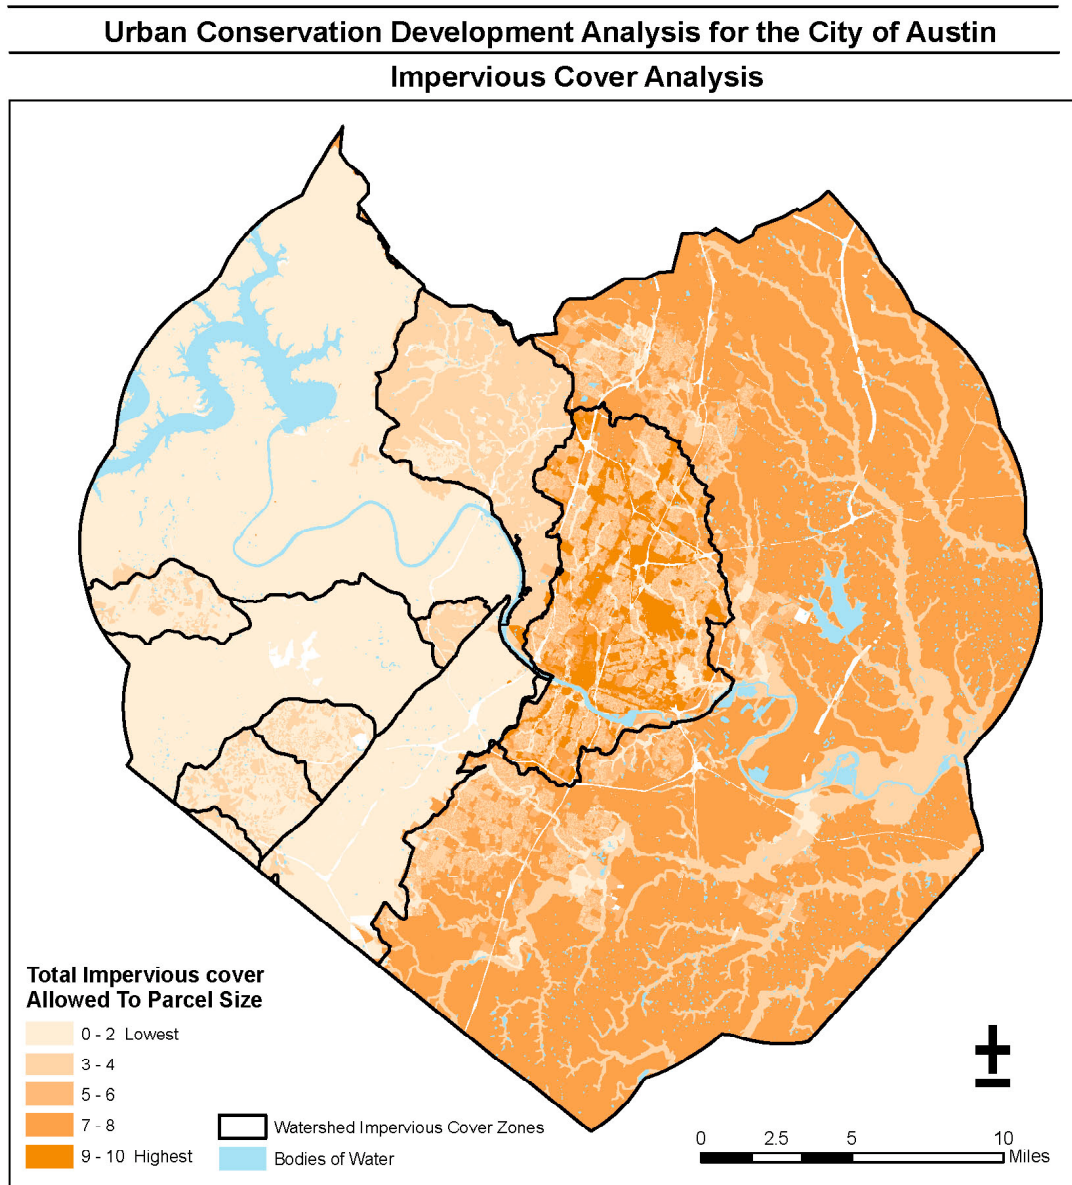 Urban Conservation Development Analysis for the City of Austin
Impervious Cover Analysis
Total Impervious cover
Allowed To Parcel Size
0 - 2 Lowest
3 - 4
5 - 6
7 - 8
9 - 10 Highest
Watershed Impervious Cover Zones
Bodies of Water
0 2.5 5 10
Miles